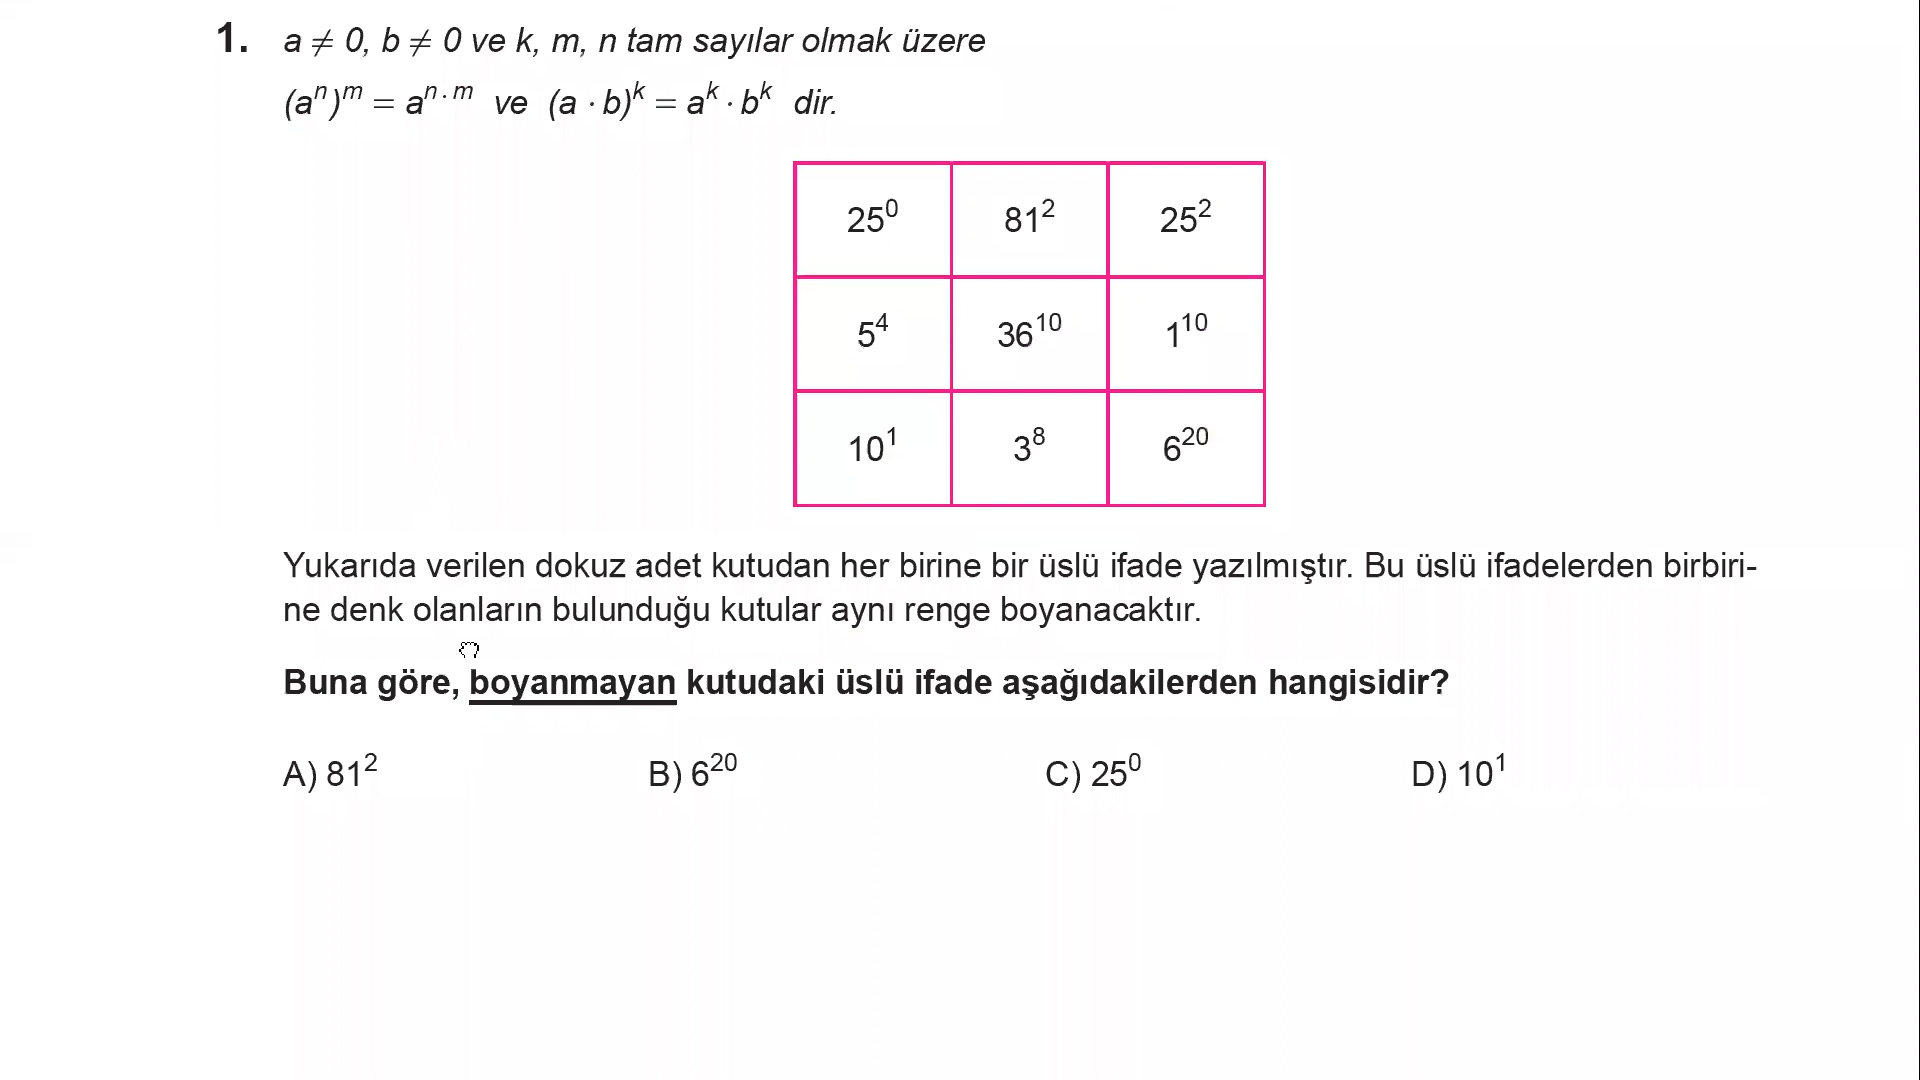 1. a ≠ 0, b ≠ 0 ve k, m, n tam sayılar olmak üzere
(aⁿ)ᵐ = aⁿ·ᵐ ve (a · b)ᵏ = aᵏ · bᵏ dir.
25⁰ 81² 25²
5⁴ 36¹⁰ 1¹⁰
10¹ 3⁸ 6²⁰
Yukarıda verilen dokuz adet kutudan her birine bir üslü ifade yazılmıştır. Bu üslü ifadelerden birbiri-
ne denk olanların bulunduğu kutular aynı renge boyanacaktır.
Buna göre, boyanmayan kutudaki üslü ifade aşağıdakilerden hangisidir?
A) 81² B) 6²⁰ C) 25⁰ D) 10¹